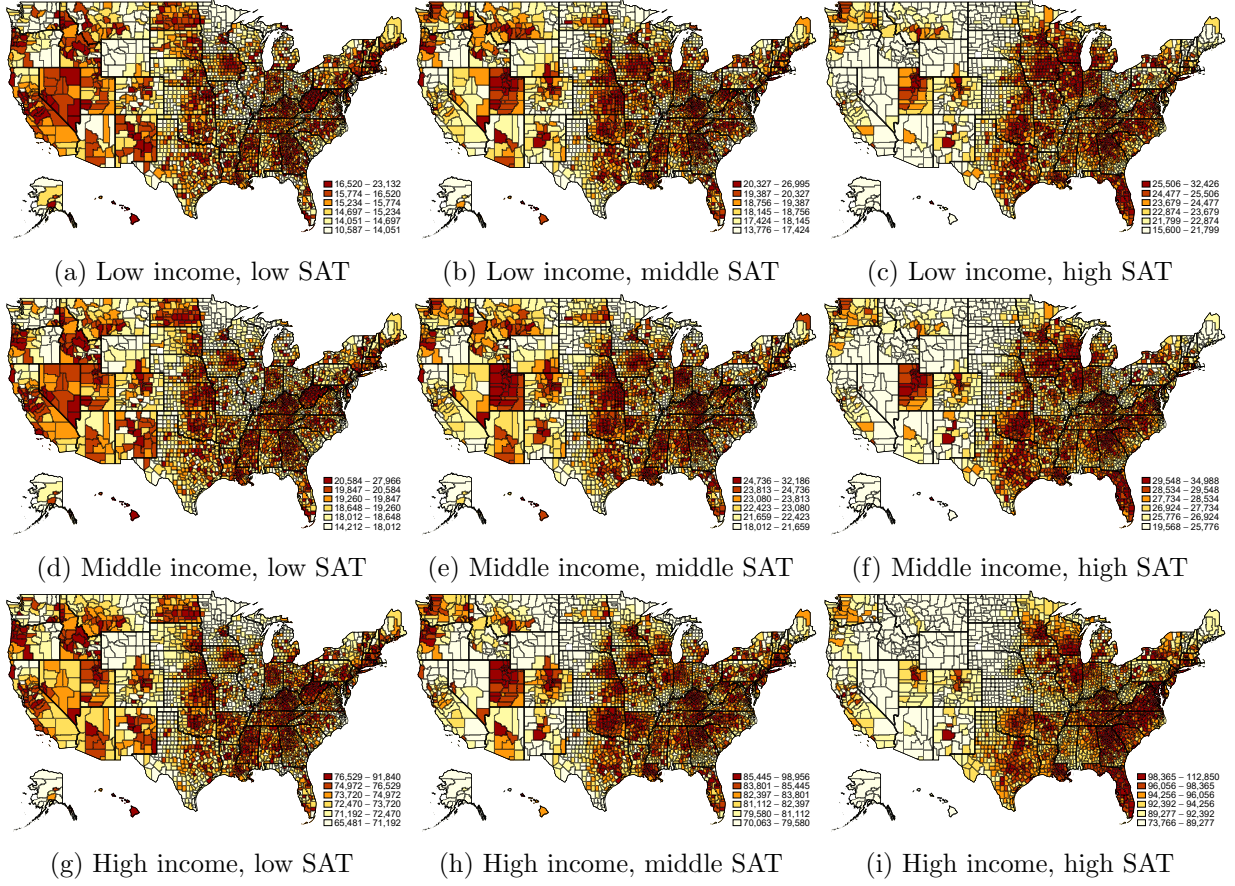 16,520 – 23,132
15,774 – 16,520
15,234 – 15,774
14,697 – 15,234
14,051 – 14,697
10,587 – 14,051
20,327 – 26,995
19,387 – 20,327
18,756 – 19,387
18,145 – 18,756
17,424 – 18,145
13,776 – 17,424
25,506 – 32,426
24,477 – 25,506
23,679 – 24,477
22,874 – 23,679
21,799 – 22,874
15,600 – 21,799
(a) Low income, low SAT
(b) Low income, middle SAT
(c) Low income, high SAT
20,584 – 27,966
19,847 – 20,584
19,260 – 19,847
18,648 – 19,260
18,012 – 18,648
14,212 – 18,012
24,736 – 32,186
23,813 – 24,736
23,080 – 23,813
22,423 – 23,080
21,659 – 22,423
18,012 – 21,659
29,548 – 34,988
28,534 – 29,548
27,734 – 28,534
26,924 – 27,734
25,776 – 26,924
19,568 – 25,776
(d) Middle income, low SAT
(e) Middle income, middle SAT
(f) Middle income, high SAT
76,529 – 91,840
74,972 – 76,529
73,720 – 74,972
72,470 – 73,720
71,192 – 72,470
65,481 – 71,192
85,445 – 98,956
83,801 – 85,445
82,397 – 83,801
81,112 – 82,397
79,580 – 81,112
70,063 – 79,580
98,365 – 112,850
96,056 – 98,365
94,256 – 96,056
92,392 – 94,256
89,277 – 92,392
73,766 – 89,277
(g) High income, low SAT
(h) High income, middle SAT
(i) High income, high SAT